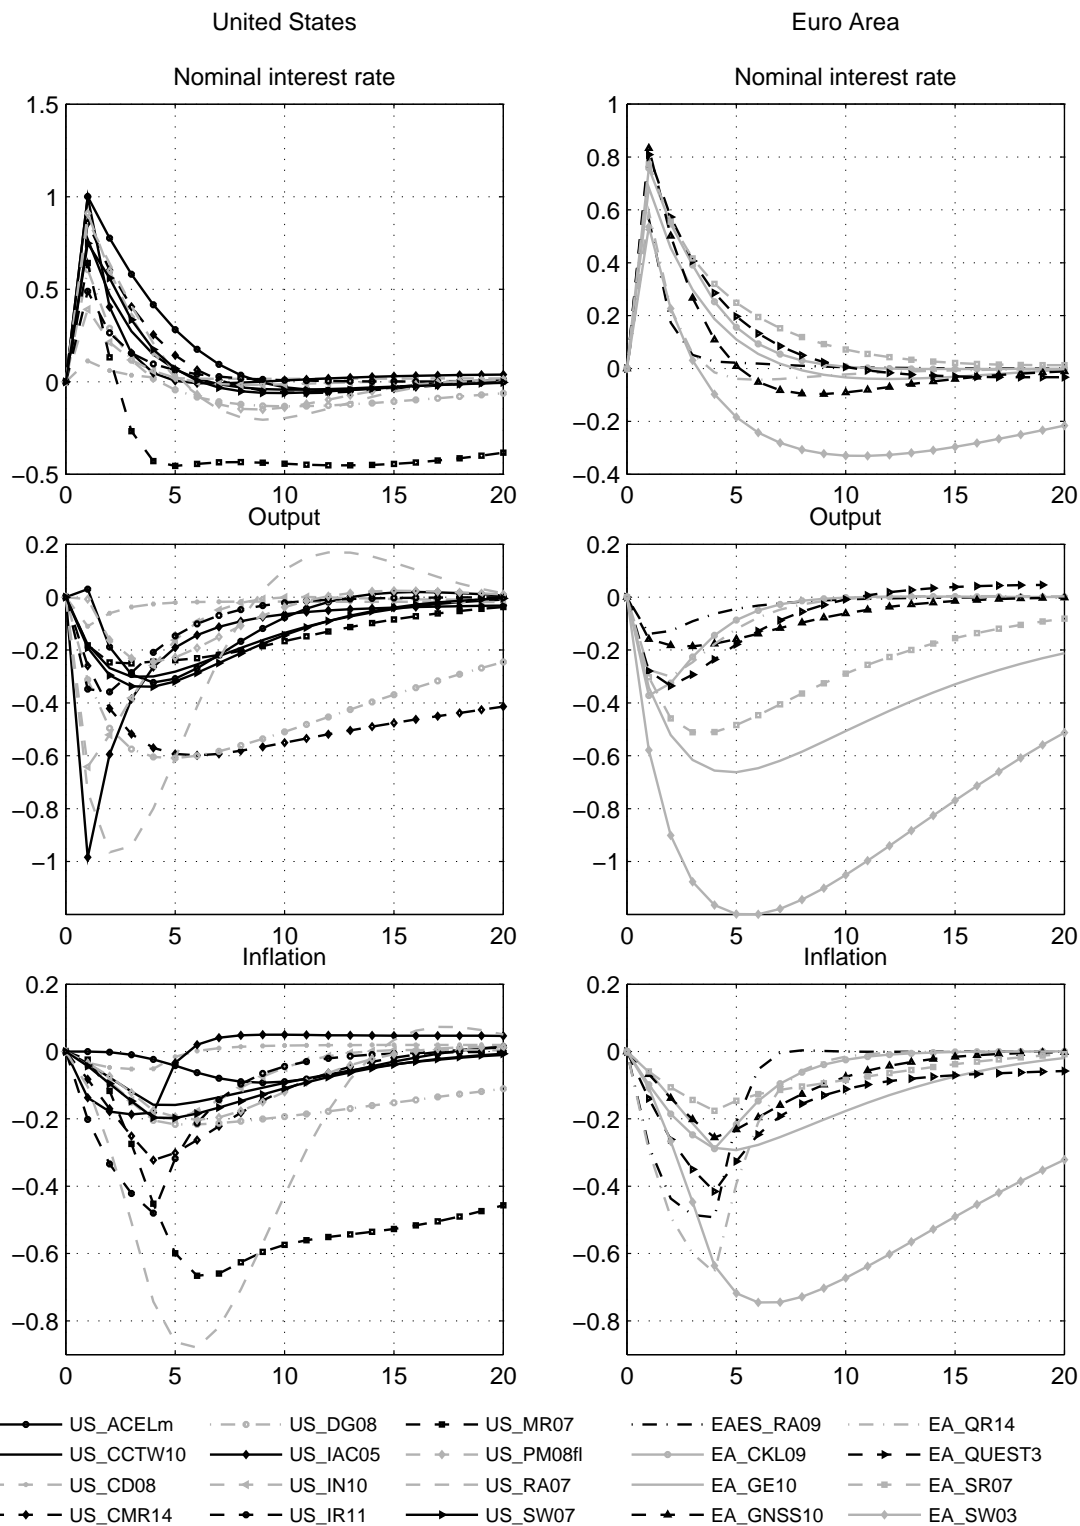 United States Euro Area
Nominal interest rate Nominal interest rate
1.5
1
0.5
0
−0.5
0 5 10 15 20
1
0.8
0.6
0.4
0.2
0
−0.2
−0.4
0 5 10 15 20
Output Output
0.2
0
−0.2
−0.4
−0.6
−0.8
−1
0 5 10 15 20
0.2
0
−0.2
−0.4
−0.6
−0.8
−1
0 5 10 15 20
Inflation Inflation
0.2
0
−0.2
−0.4
−0.6
−0.8
0 5 10 15 20
0.2
0
−0.2
−0.4
−0.6
−0.8
0 5 10 15 20
US_ACELm US_DG08 US_MR07 EAES_RA09 EA_QR14
US_CCTW10 US_IAC05 US_PM08fl EA_CKL09 EA_QUEST3
US_CD08 US_IN10 US_RA07 EA_GE10 EA_SR07
US_CMR14 US_IR11 US_SW07 EA_GNSS10 EA_SW03